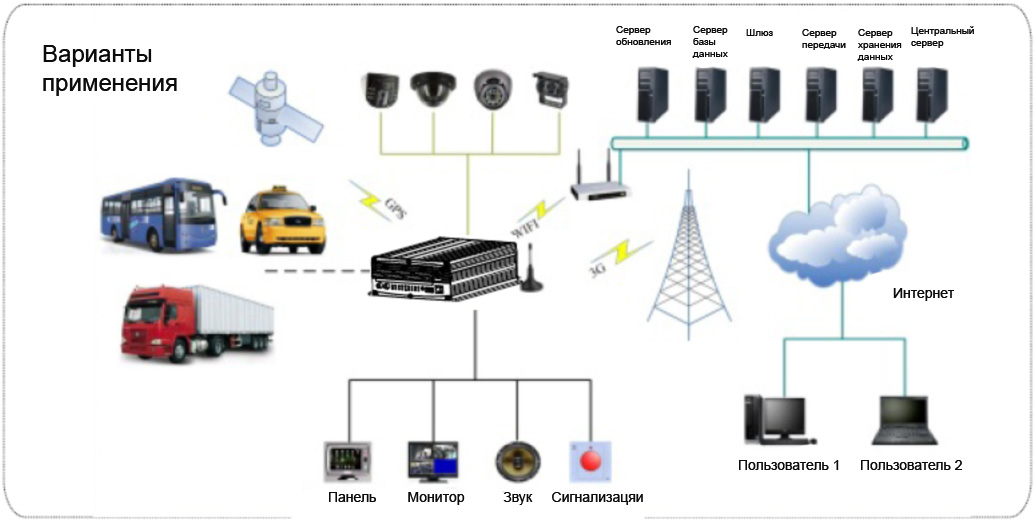 Варианты
применения
Сервер
обновления
Сервер
базы
данных
Шлюз
Сервер
передачи
Сервер
хранения
данных
Центральный
сервер
GPS
WIFI
3G
Интернет
Панель
Монитор
Звук
Сигнализацяи
Пользователь 1
Пользователь 2